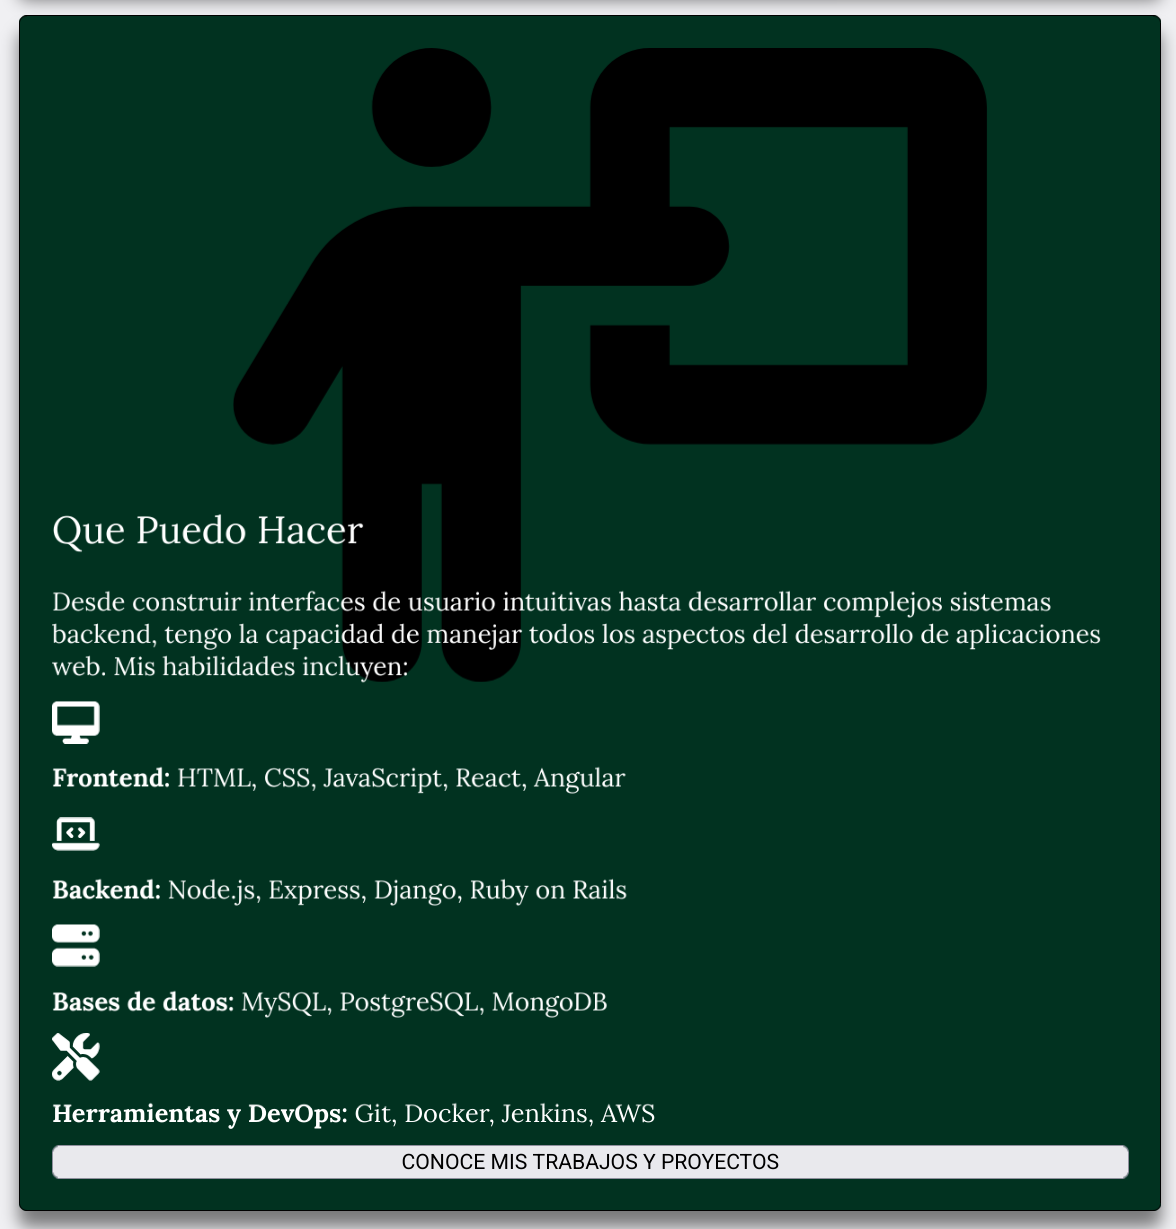 Que Puedo Hacer
Desde construir interfaces de usuario intuitivas hasta desarrollar complejos sistemas
backend, tengo la capacidad de manejar todos los aspectos del desarrollo de aplicaciones
web. Mis habilidades incluyen:
Frontend: HTML, CSS, JavaScript, React, Angular
Backend: Node.js, Express, Django, Ruby on Rails
Bases de datos: MySQL, PostgreSQL, MongoDB
Herramientas y DevOps: Git, Docker, Jenkins, AWS
CONOCE MIS TRABAJOS Y PROYECTOS